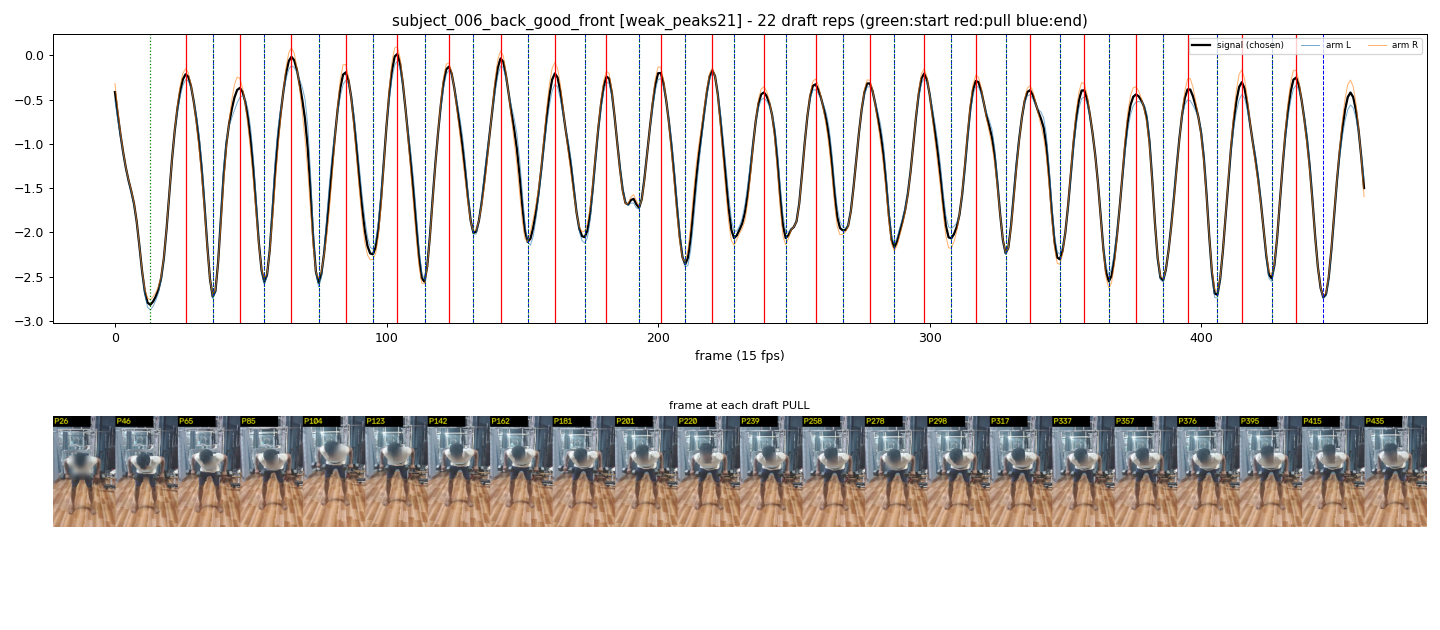 subject_006_back_good_front [weak_peaks21] - 22 draft reps (green:start red:pull blue:end)
signal (chosen) arm L arm R
0.0
−0.5
−1.0
−1.5
−2.0
−2.5
−3.0
0 100 200 300 400
frame (15 fps)
frame at each draft PULL
P26 P46 P65 P85 P104 P123 P142 P162 P181 P201 P220 P239 P258 P278 P298 P317 P337 P357 P376 P395 P415 P435